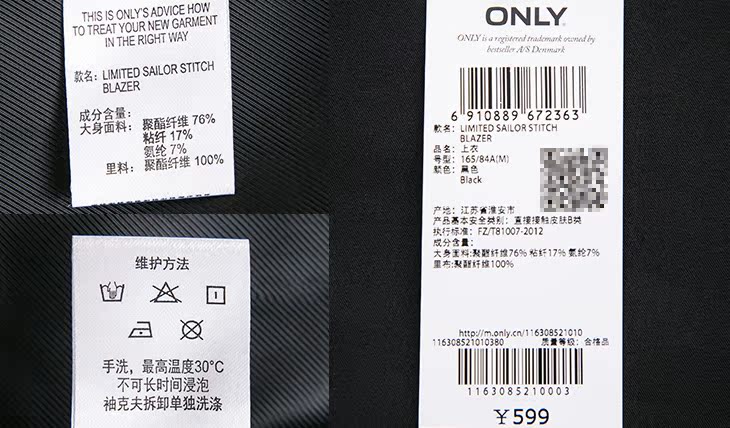 THIS IS ONLY'S ADVICE HOW
TO TREAT YOUR NEW GARMENT
IN THE RIGHT WAY
款名: LIMITED SAILOR STITCH
BLAZER
成分含量:
大身面料: 聚酯纤维 76%
粘纤 17%
氨纶 7%
里料: 聚酯纤维 100%
维护方法
手洗，最高温度30°C
不可长时间浸泡
袖克夫拆卸单独洗涤
ONLY
ONLY is a registered trademark owned by
bestseller A/S Denmark
6 910889 672363
款名: LIMITED SAILOR STITCH
BLAZER
品名: 上衣
号型: 165/84A(M)
颜色: 黑色
Black
产地: 江苏省淮安市
产品基本安全类别: 直接接触皮肤B类
执行标准: FZ/T81007-2012
成分含量:
大身面料:聚酯纤维76% 粘纤17% 氨纶7%
里布:聚酯纤维100%
http://m.only.cn/116308521010
116308521010380 质量等级: 合格品
1163085210003
￥599